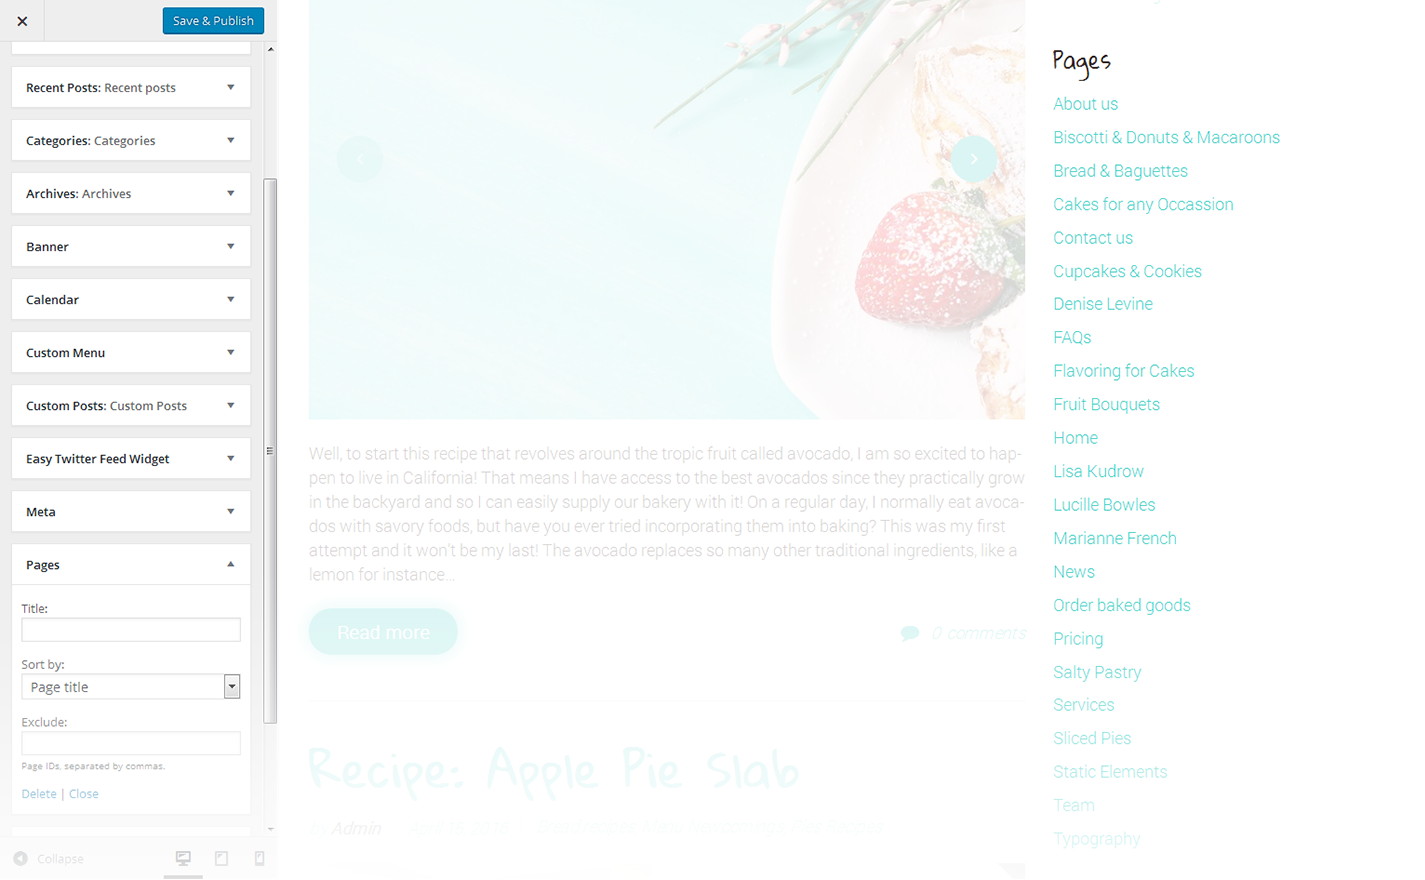 Save & Publish
Recent Posts: Recent posts
Categories: Categories
Archives: Archives
Banner
Calendar
Custom Menu
Custom Posts: Custom Posts
Easy Twitter Feed Widget
Meta
Pages
Title:
Sort by:
Page title
Exclude:
Page IDs, separated by commas.
Delete | Close
Collapse
Well, to start this recipe that revolves around the tropic fruit called avocado, I am so excited to hap-
pen to live in California! That means I have access to the best avocados since they practically grow
in the backyard and so I can easily supply our bakery with it! On a regular day, I normally eat avoca-
dos with savory foods, but have you ever tried incorporating them into baking? This was my first
attempt and it won't be my last! The avocado replaces so many other traditional ingredients, like a
lemon for instance...
Read more
0 comments
Recipe: Apple Pie Slab
by Admin
Pages
About us
Biscotti & Donuts & Macaroons
Bread & Baguettes
Cakes for any Occassion
Contact us
Cupcakes & Cookies
Denise Levine
FAQs
Flavoring for Cakes
Fruit Bouquets
Home
Lisa Kudrow
Lucille Bowles
Marianne French
News
Order baked goods
Pricing
Salty Pastry
Services
Sliced Pies
Static Elements
Team
Typography